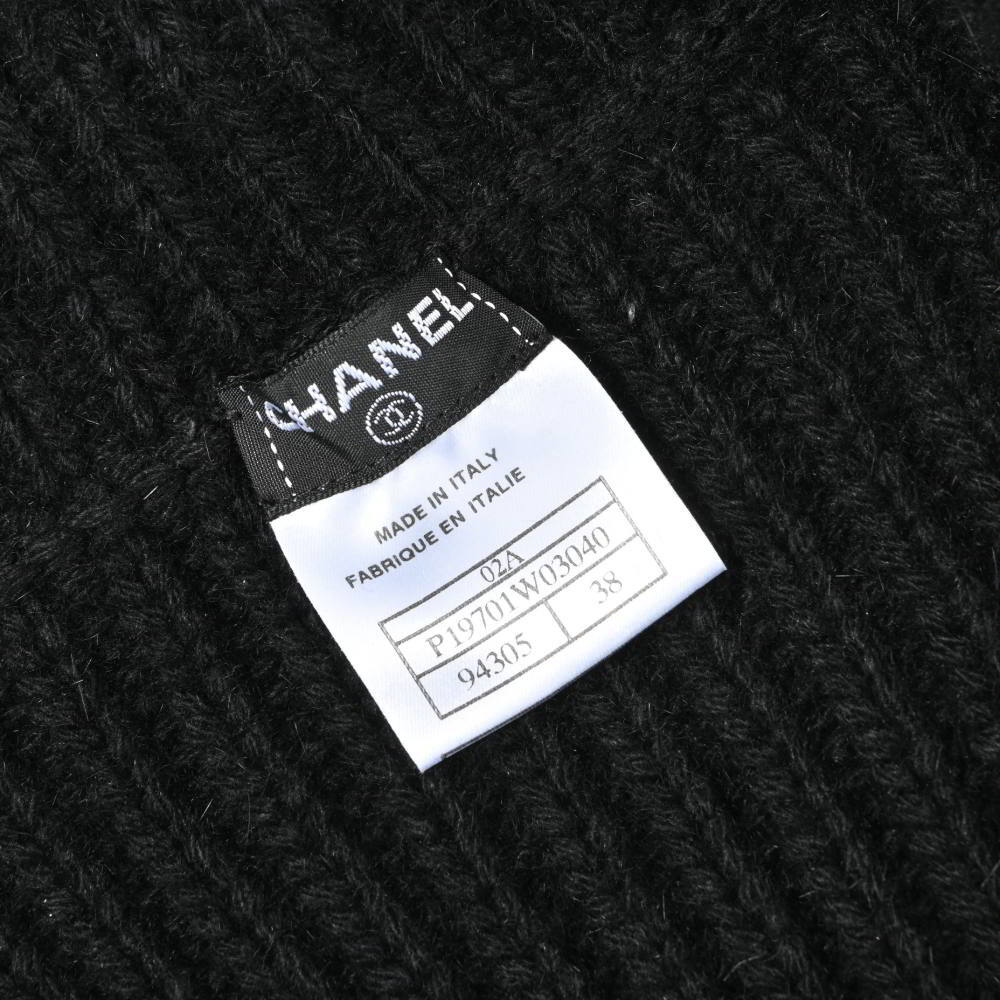 CHANEL
MADE IN ITALY
FABRIQUE EN ITALIE
02A
P19701W03040
94305 38